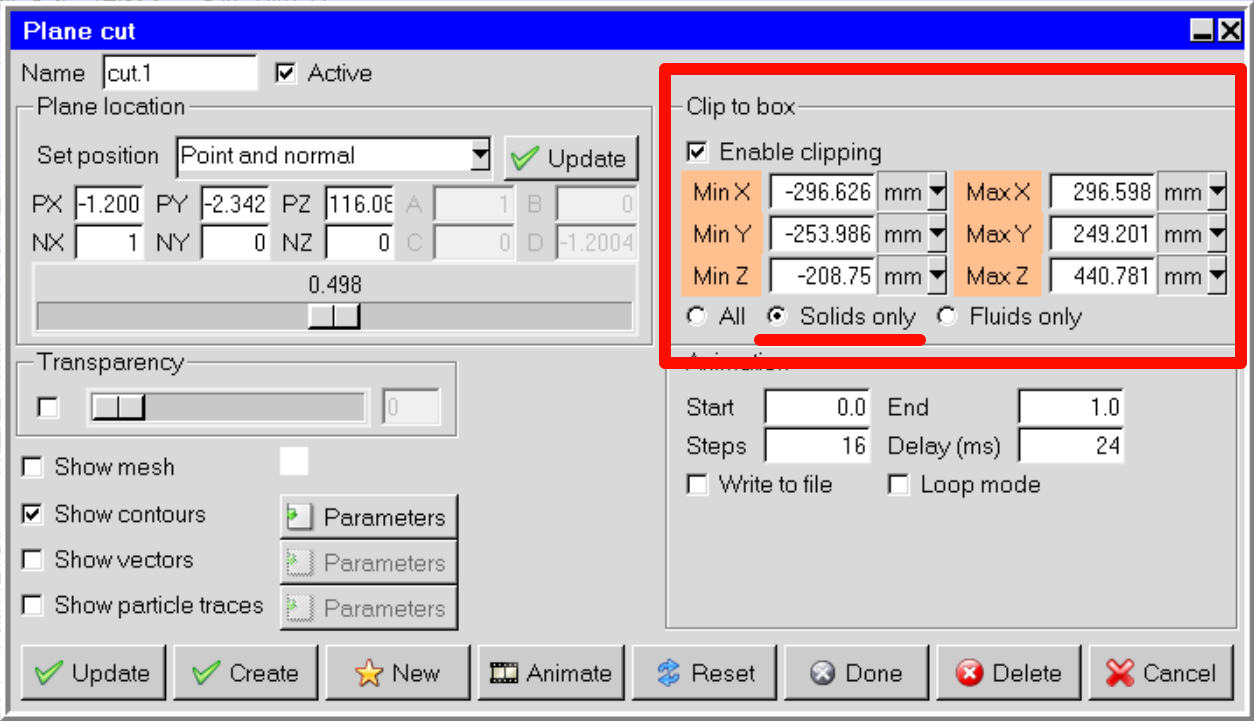 Plane cut
Name cut.1 Active
Plane location
Set position Point and normal Update
PX -1.200 PY -2.342 PZ 116.08 A 1 B 0
NX 1 NY 0 NZ 0 C 0 D -1.2004
0.498
Clip to box
Enable clipping
Min X -296.626 mm Max X 296.598 mm
Min Y -253.986 mm Max Y 249.201 mm
Min Z -208.75 mm Max Z 440.781 mm
All Solids only Fluids only
Transparency
0
Animation
Start 0.0 End 1.0
Steps 16 Delay (ms) 24
Write to file Loop mode
Show mesh
Show contours Parameters
Show vectors Parameters
Show particle traces Parameters
Update Create New Animate Reset Done Delete Cancel